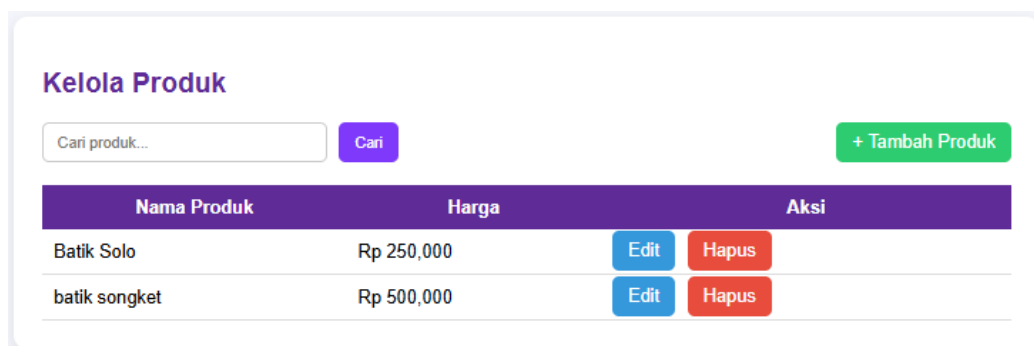 Kelola Produk
Cari produk... Cari + Tambah Produk
Nama Produk Harga Aksi
Batik Solo Rp 250,000 Edit Hapus
batik songket Rp 500,000 Edit Hapus